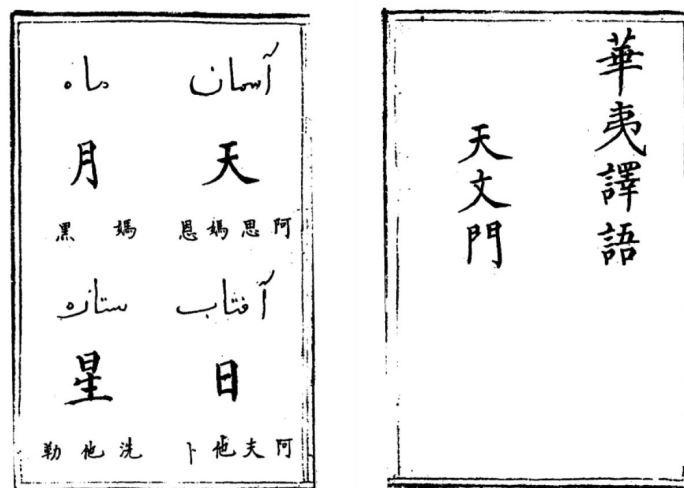 華夷譯語
天文門
آسمان
天
阿思媽恩
آفتاب
日
阿夫他卜
ماه
月
媽黑
ستاره
星
洗他勒